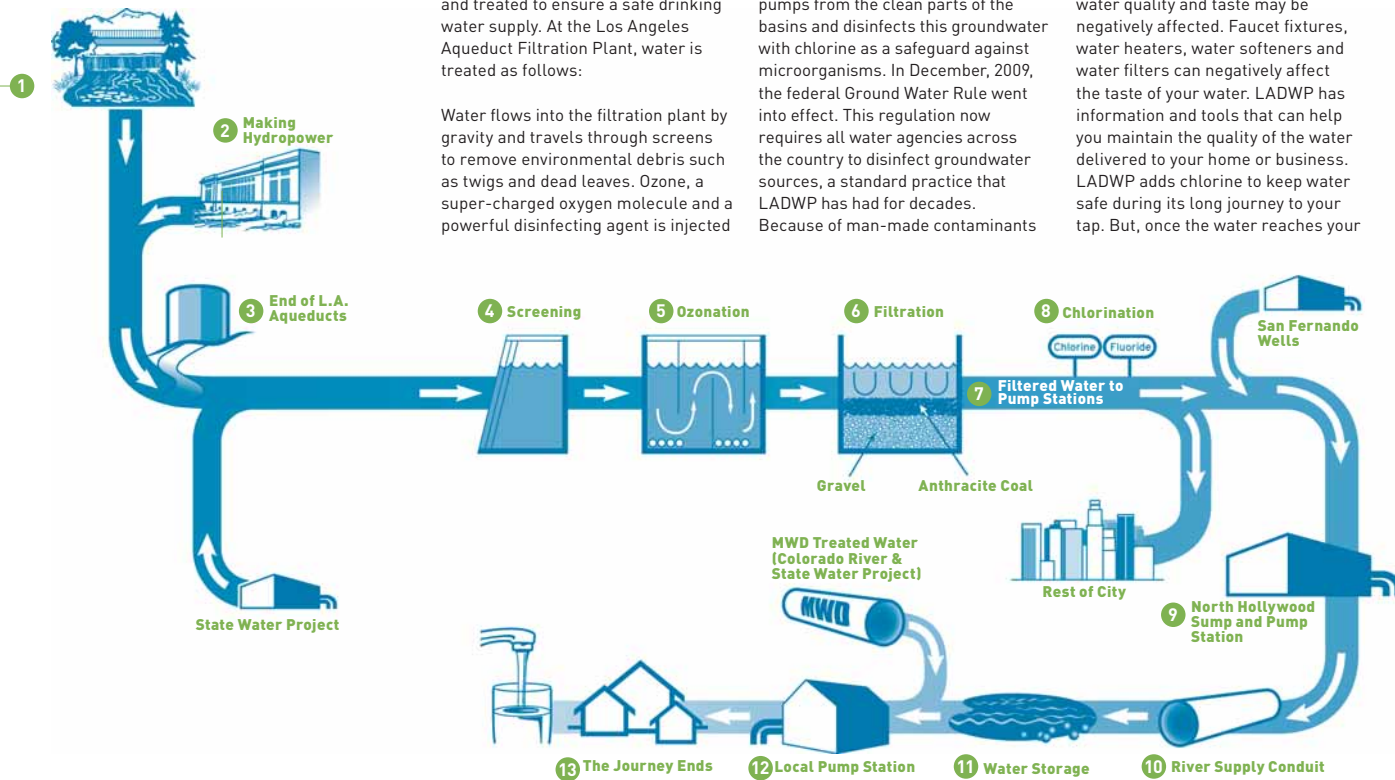 and treated to ensure a safe drinking
water supply. At the Los Angeles
Aqueduct Filtration Plant, water is
treated as follows:
Water flows into the filtration plant by
gravity and travels through screens
to remove environmental debris such
as twigs and dead leaves. Ozone, a
super-charged oxygen molecule and a
powerful disinfecting agent is injected
pumps from the clean parts of the
basins and disinfects this groundwater
with chlorine as a safeguard against
microorganisms. In December, 2009,
the federal Ground Water Rule went
into effect. This regulation now
requires all water agencies across
the country to disinfect groundwater
sources, a standard practice that
LADWP has had for decades.
Because of man-made contaminants
water quality and taste may be
negatively affected. Faucet fixtures,
water heaters, water softeners and
water filters can negatively affect
the taste of your water. LADWP has
information and tools that can help
you maintain the quality of the water
delivered to your home or business.
LADWP adds chlorine to keep water
safe during its long journey to your
tap. But, once the water reaches your
1
2 Making
Hydropower
3 End of L.A.
Aqueducts
4 Screening
5 Ozonation
6 Filtration
8 Chlorination
Chlorine
Fluoride
San Fernando
Wells
7 Filtered Water to
Pump Stations
Gravel
Anthracite Coal
MWD Treated Water
(Colorado River &
State Water Project)
MWD
Rest of City
9 North Hollywood
Sump and Pump
Station
State Water Project
13 The Journey Ends
12 Local Pump Station
11 Water Storage
10 River Supply Conduit